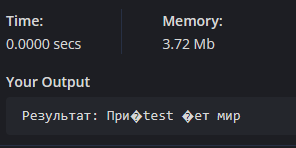 Time:
Memory:
0.0000 secs
3.72 Mb
Your Output
Результат: При�test �ет мир